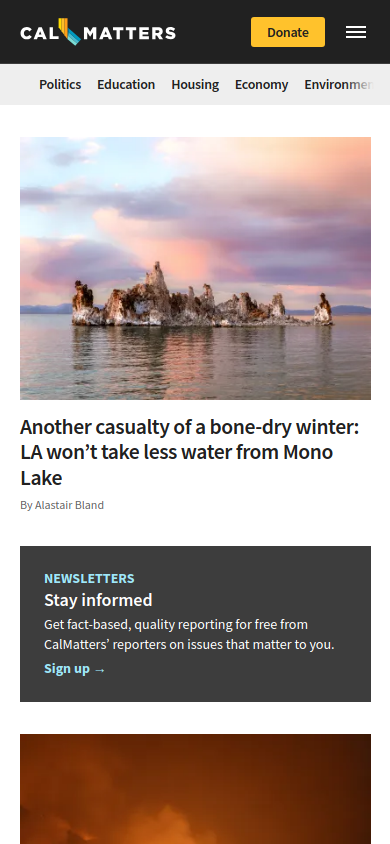 CAL MATTERS
Donate
Politics Education Housing Economy Environmen
Another casualty of a bone-dry winter:
LA won’t take less water from Mono
Lake
By Alastair Bland
NEWSLETTERS
Stay informed
Get fact-based, quality reporting for free from
CalMatters’ reporters on issues that matter to you.
Sign up →